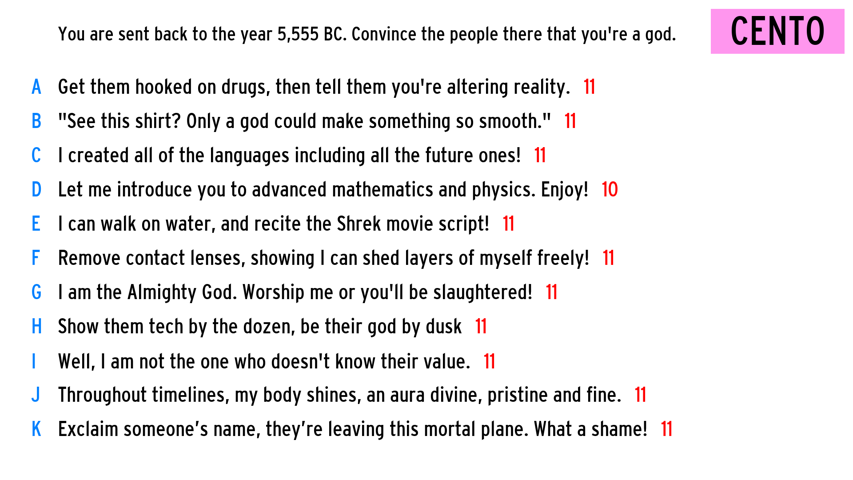 You are sent back to the year 5,555 BC. Convince the people there that you're a god.
CENTO
A Get them hooked on drugs, then tell them you're altering reality. 11
B "See this shirt? Only a god could make something so smooth." 11
C I created all of the languages including all the future ones! 11
D Let me introduce you to advanced mathematics and physics. Enjoy! 10
E I can walk on water, and recite the Shrek movie script! 11
F Remove contact lenses, showing I can shed layers of myself freely! 11
G I am the Almighty God. Worship me or you'll be slaughtered! 11
H Show them tech by the dozen, be their god by dusk 11
I Well, I am not the one who doesn't know their value. 11
J Throughout timelines, my body shines, an aura divine, pristine and fine. 11
K Exclaim someone’s name, they’re leaving this mortal plane. What a shame! 11